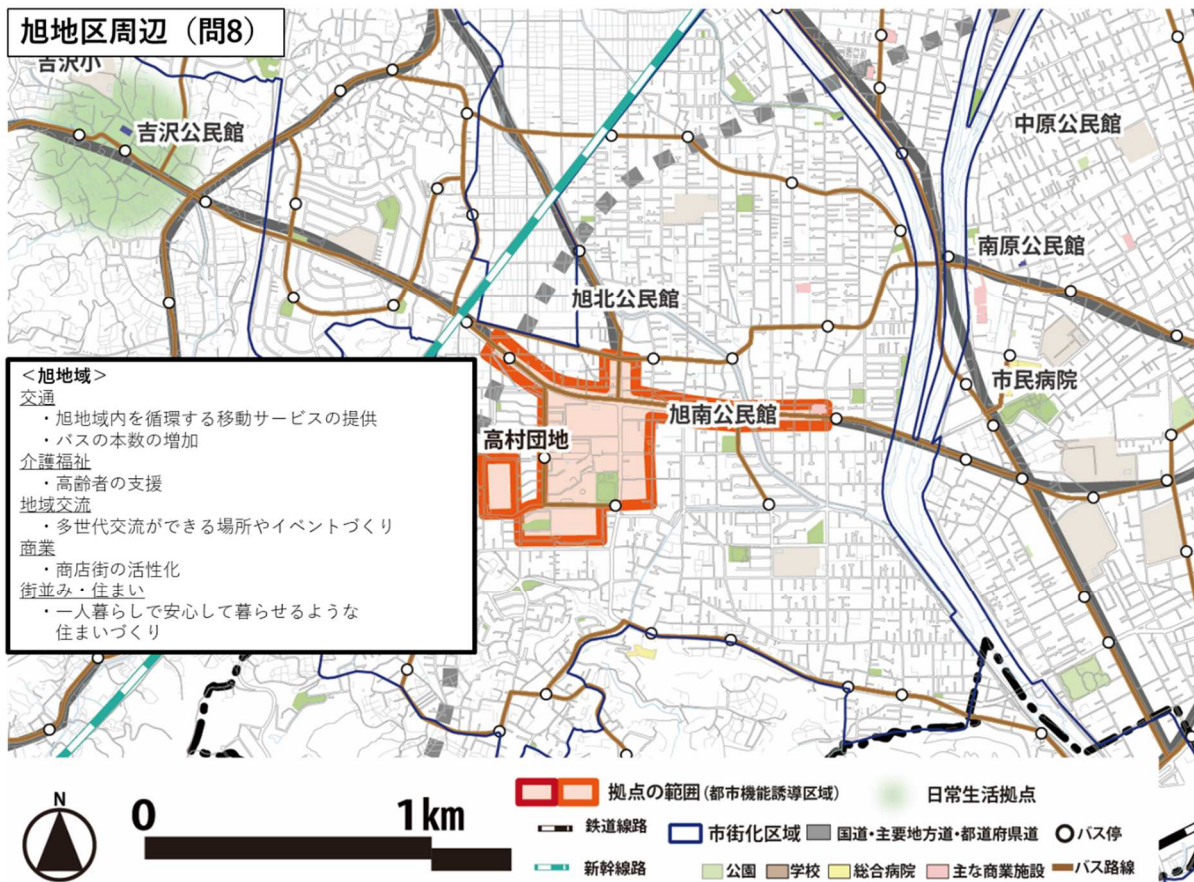 旭地区周辺（問8）
吉沢小
吉沢公民館
中原公民館
南原公民館
旭北公民館
市民病院
旭南公民館
高村団地
＜旭地域＞
交通
・旭地域内を循環する移動サービスの提供
・バスの本数の増加
介護福祉
・高齢者の支援
地域交流
・多世代交流ができる場所やイベントづくり
商業
・商店街の活性化
街並み・住まい
・一人暮らしで安心して暮らせるような
住まいづくり
N
0 1km
拠点の範囲(都市機能誘導区域)
日常生活拠点
鉄道線路
市街化区域
国道・主要地方道・都道府県道
バス停
新幹線路
公園
学校
総合病院
主な商業施設
バス路線